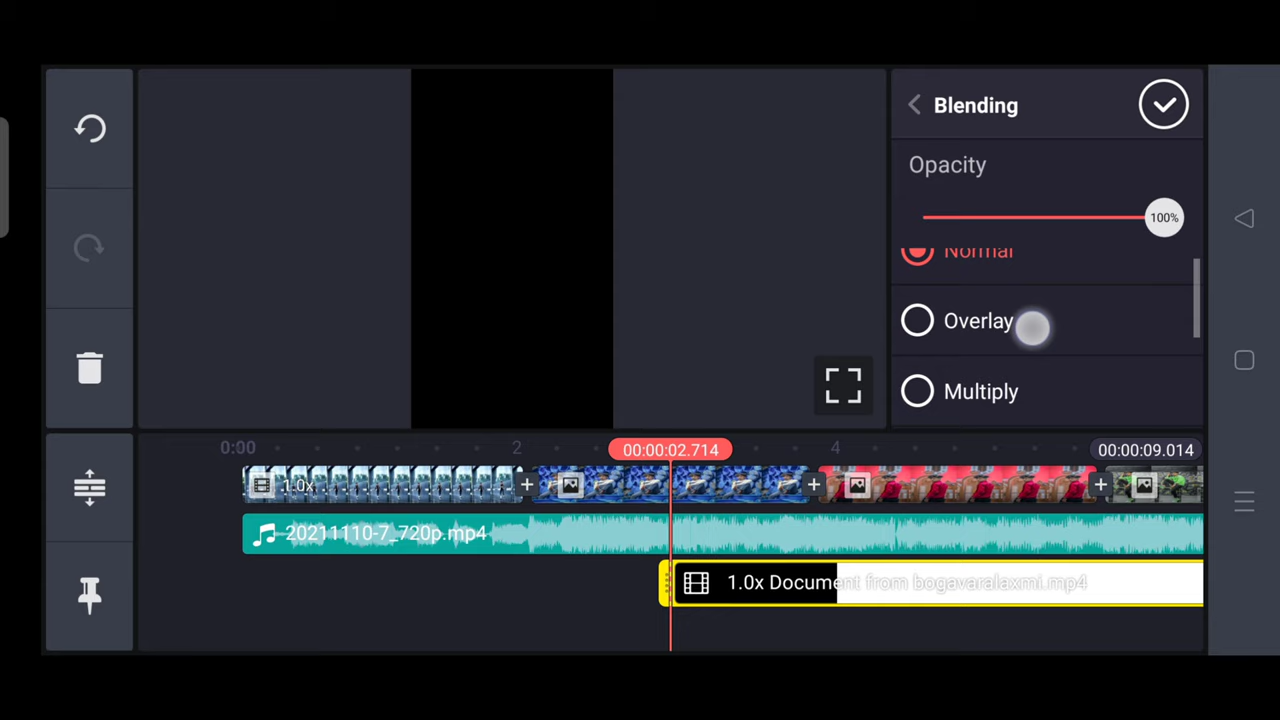 Blending
Opacity
100%
Normal
Overlay
Multiply
0:00
2
00:00:02.714
4
00:00:09.014
1.0x
20211110-7_720p.mp4
1.0x Document from bogavaralaxmi.mp4